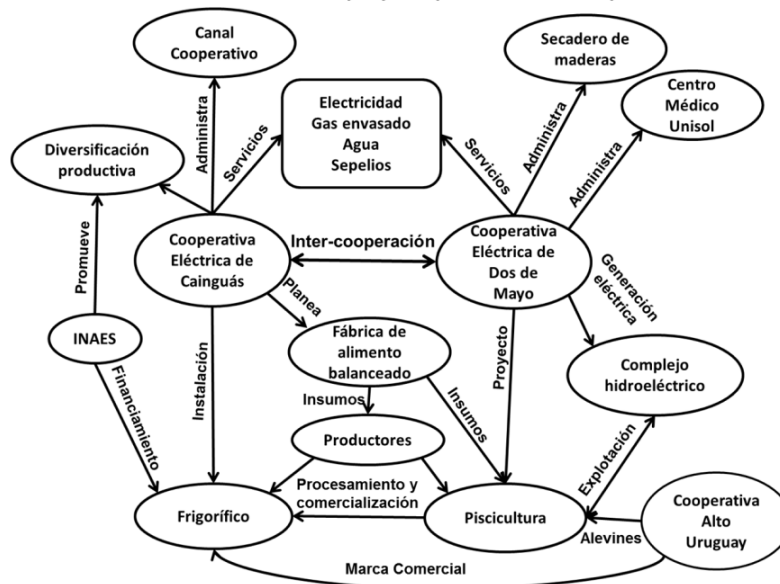 Canal
Cooperativo
Secadero de
maderas
Centro
Médico
Unisol
Electricidad
Gas envasado
Agua
Sepelios
Diversificación
productiva
Administra
Servicios
Servicios
Administra
Administra
Promueve
Cooperativa
Eléctrica de
Cainguás
Inter-cooperación
Cooperativa
Eléctrica de
Dos de
Mayo
Generación
eléctrica
Planea
INAES
Fábrica de
alimento
balanceado
Complejo
hidroeléctrico
Financiamiento
Instalación
Insumos
Insumos
Proyecto
Productores
Procesamiento y
comercialización
Explotación
Frigorífico
Piscicultura
Cooperativa
Alto
Uruguay
Alevines
Marca Comercial